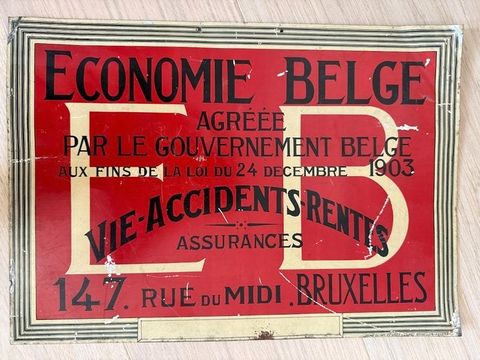 ECONOMIE BELGE
EB
AGRÉÉE
PAR LE GOUVERNEMENT BELGE
AUX FINS DE LA LOI DU 24 DECEMBRE 1903
VIE-ACCIDENTS-RENTES
ASSURANCES
147. RUE DU MIDI. BRUXELLES